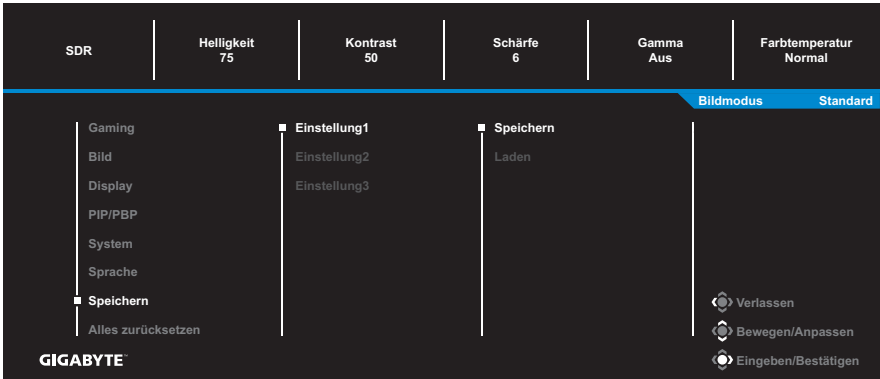 SDR
Helligkeit
75
Kontrast
50
Schärfe
6
Gamma
Aus
Farbtemperatur
Normal
Bildmodus Standard
Gaming
Bild
Display
PIP/PBP
System
Sprache
Speichern
Alles zurücksetzen
Einstellung1
Einstellung2
Einstellung3
Speichern
Laden
Verlassen
Bewegen/Anpassen
Eingeben/Bestätigen
GIGABYTE™